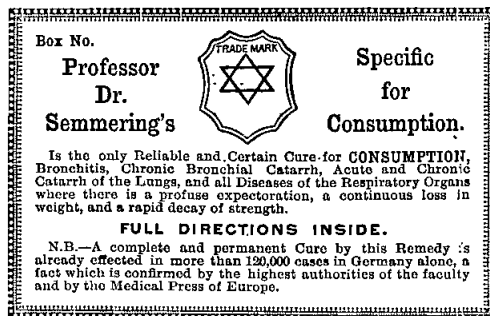 Box No.
TRADE MARK
Professor
Dr.
Semmering's
Specific
for
Consumption.
Is the only Reliable and Certain Cure for CONSUMPTION,
Bronchitis, Chronic Bronchial Catarrh, Acute and Chronic
Catarrh of the Lungs, and all Diseases of the Respiratory Organs
where there is a profuse expectoration, a continuous loss in
weight, and a rapid decay of strength.
FULL DIRECTIONS INSIDE.
N.B.—A complete and permanent Cure by this Remedy is
already effected in more than 120,000 cases in Germany alone, a
fact which is confirmed by the highest authorities of the faculty
and by the Medical Press of Europe.